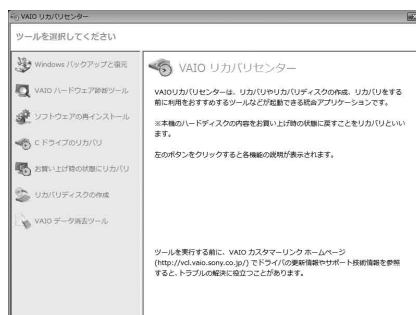 VAIO リカバリセンター
ツールを選択してください
Windows バックアップと復元
VAIO ハードウェア診断ツール
ソフトウェアの再インストール
C ドライブのリカバリ
お買い上げ時の状態にリカバリ
リカバリディスクの作成
VAIO データ消去ツール
VAIO リカバリセンター
VAIOリカバリセンターは、リカバリやリカバリディスクの作成、リカバリをする
前に利用をおすすめするツールなどが起動できる統合アプリケーションです。
※本機のハードディスクの内容をお買い上げ時の状態に戻すことをリカバリといい
ます。
左のボタンをクリックすると各機能の説明が表示されます。
ツールを実行する前に、VAIO カスタマーリンク ホームページ
(http://vcl.vaio.sony.co.jp/) でドライバの更新情報やサポート技術情報を参照
すると、トラブルの解決に役立つことがあります。